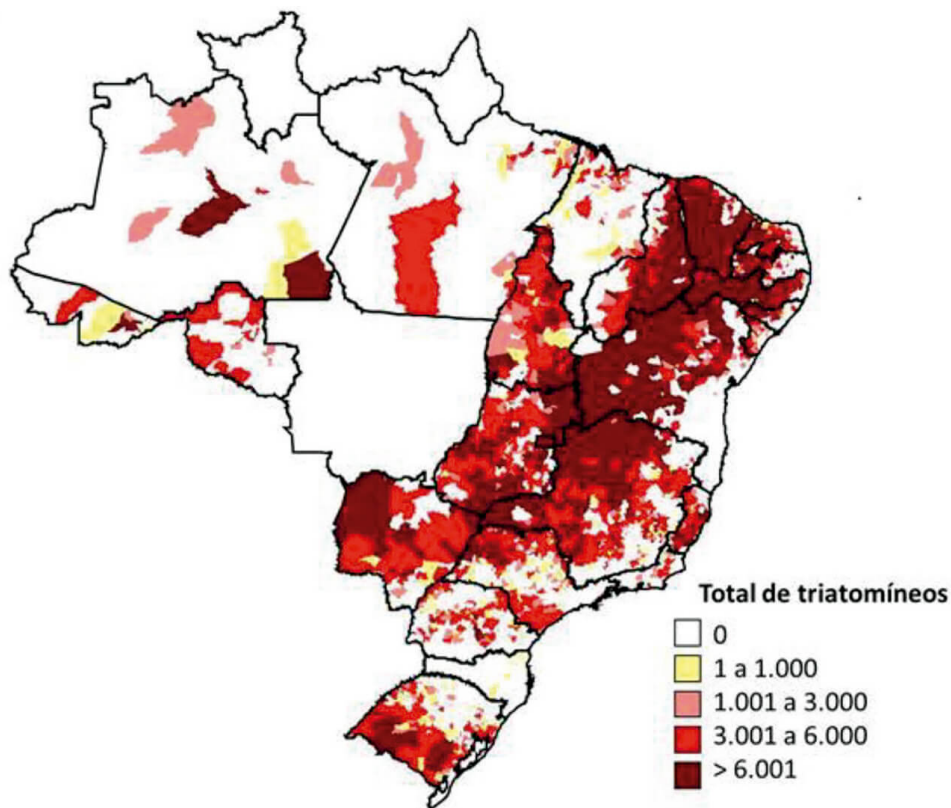 Total de triatomíneos
0
1 a 1.000
1.001 a 3.000
3.001 a 6.000
> 6.001